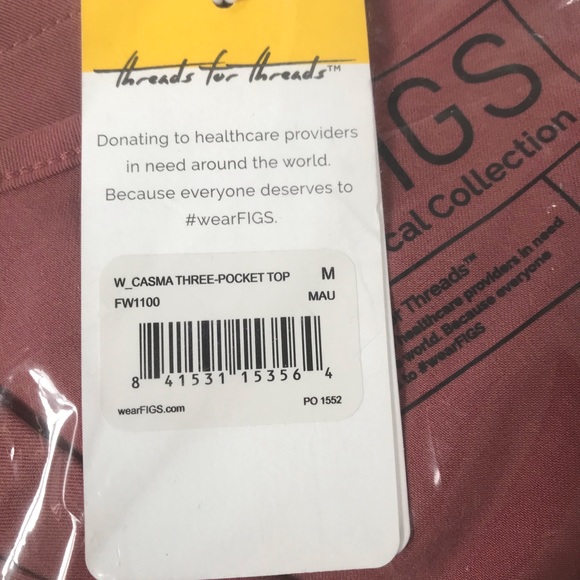 threads for threads™
Donating to healthcare providers
in need around the world.
Because everyone deserves to
#wearFIGS.
W_CASMA THREE-POCKET TOP M
FW1100 MAU
8 41531 15356 4
wearFIGS.com PO 1552
IGS
cal Collection
r Threads™
healthcare providers in need
world. Because everyone
to #wearFIGS